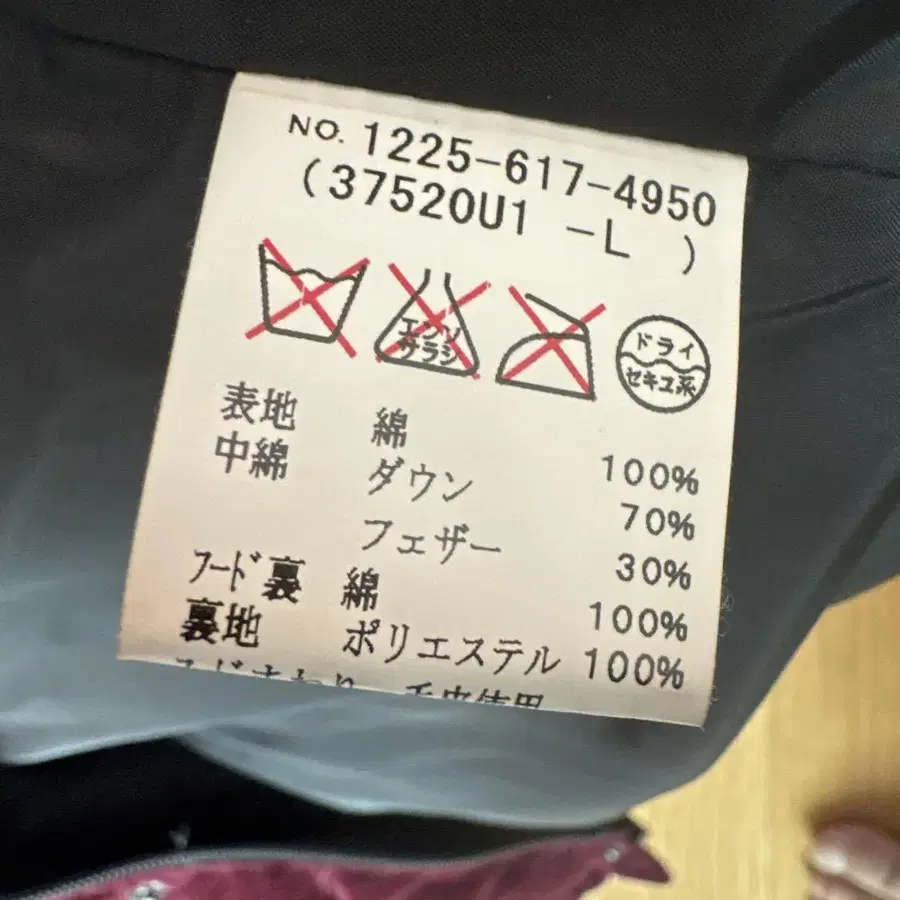 NO. 1225-617-4950
(37520U1 -L )
エンソ
サラシ
ドライ
セキユ系
表地 綿 100%
中綿 ダウン 70%
フェザー 30%
フード裏 綿 100%
裏地 ポリエステル 100%